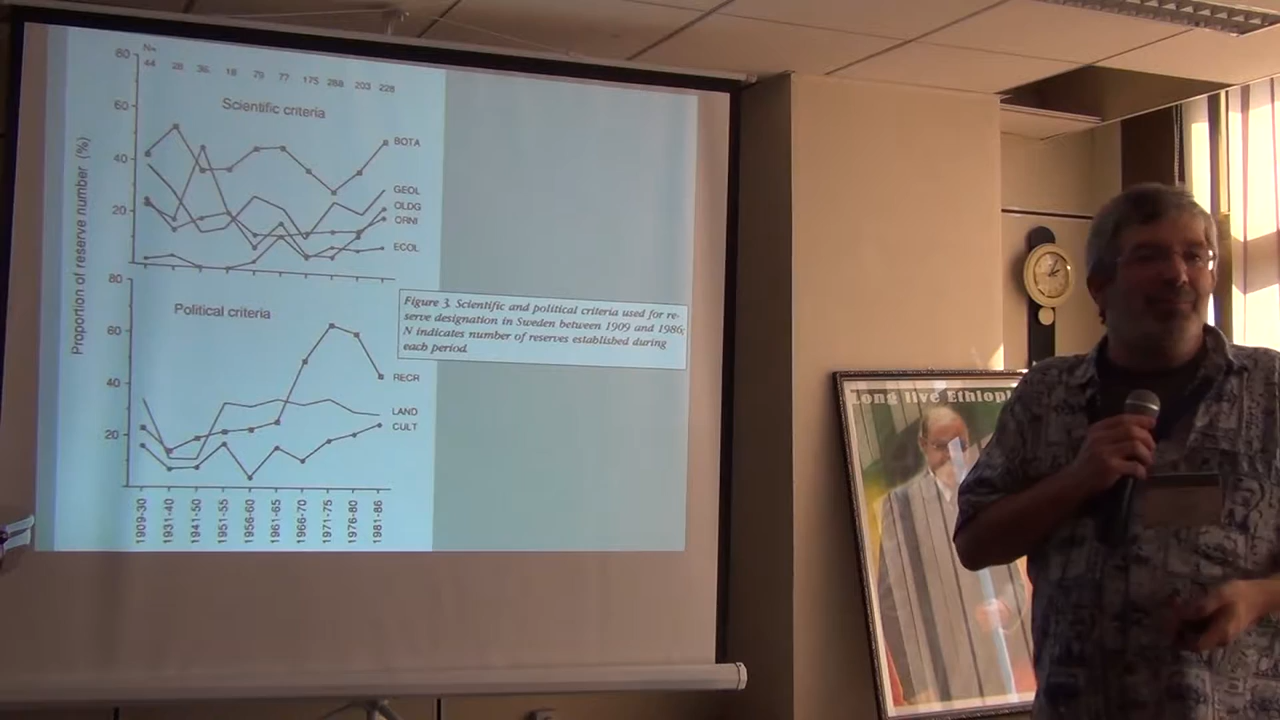 80
N=
44 28 36 18 79 77 175 288 203 228
Scientific criteria
60
BOTA
40
GEOL
OLDG
20
ORNI
ECOL
Proportion of reserve number (%)
80
Political criteria
60
RECR
40
LAND
CULT
20
1909-30
1931-40
1941-50
1951-55
1956-60
1961-65
1966-70
1971-75
1976-80
1981-86
Figure 3. Scientific and political criteria used for re-
serve designation in Sweden between 1909 and 1986;
N indicates number of reserves established during
each period.
Long live Ethiopi